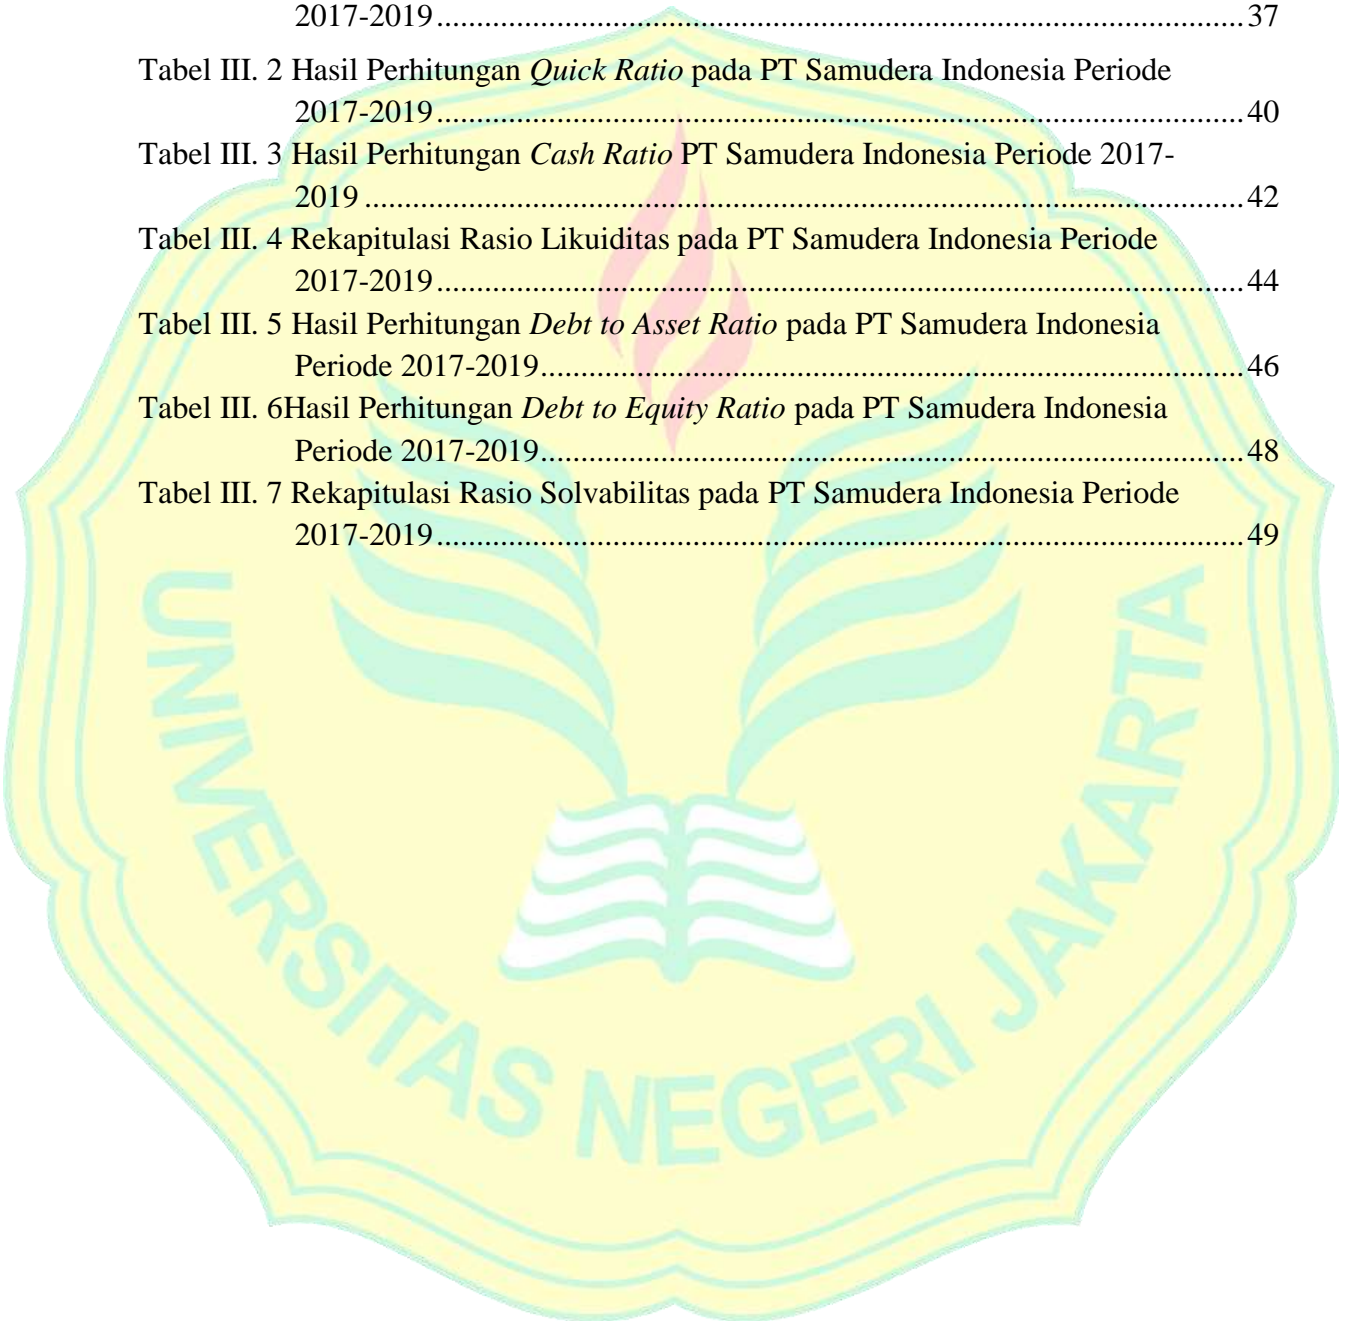 2017-2019.......................................................................................................37
Tabel III. 2 Hasil Perhitungan Quick Ratio pada PT Samudera Indonesia Periode
2017-2019.......................................................................................................40
Tabel III. 3 Hasil Perhitungan Cash Ratio PT Samudera Indonesia Periode 2017-
2019 ................................................................................................................42
Tabel III. 4 Rekapitulasi Rasio Likuiditas pada PT Samudera Indonesia Periode
2017-2019.......................................................................................................44
Tabel III. 5 Hasil Perhitungan Debt to Asset Ratio pada PT Samudera Indonesia
Periode 2017-2019..........................................................................................46
Tabel III. 6Hasil Perhitungan Debt to Equity Ratio pada PT Samudera Indonesia
Periode 2017-2019..........................................................................................48
Tabel III. 7 Rekapitulasi Rasio Solvabilitas pada PT Samudera Indonesia Periode
2017-2019.......................................................................................................49
UNIVERSITAS NEGERI JAKARTA